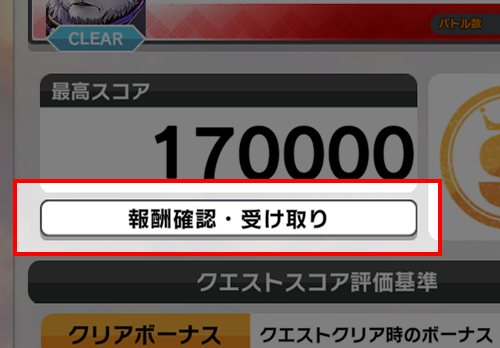 バトル数
CLEAR
最高スコア
170000
報酬確認・受け取り
クエストスコア評価基準
クリアボーナス
クエストクリア時のボーナス